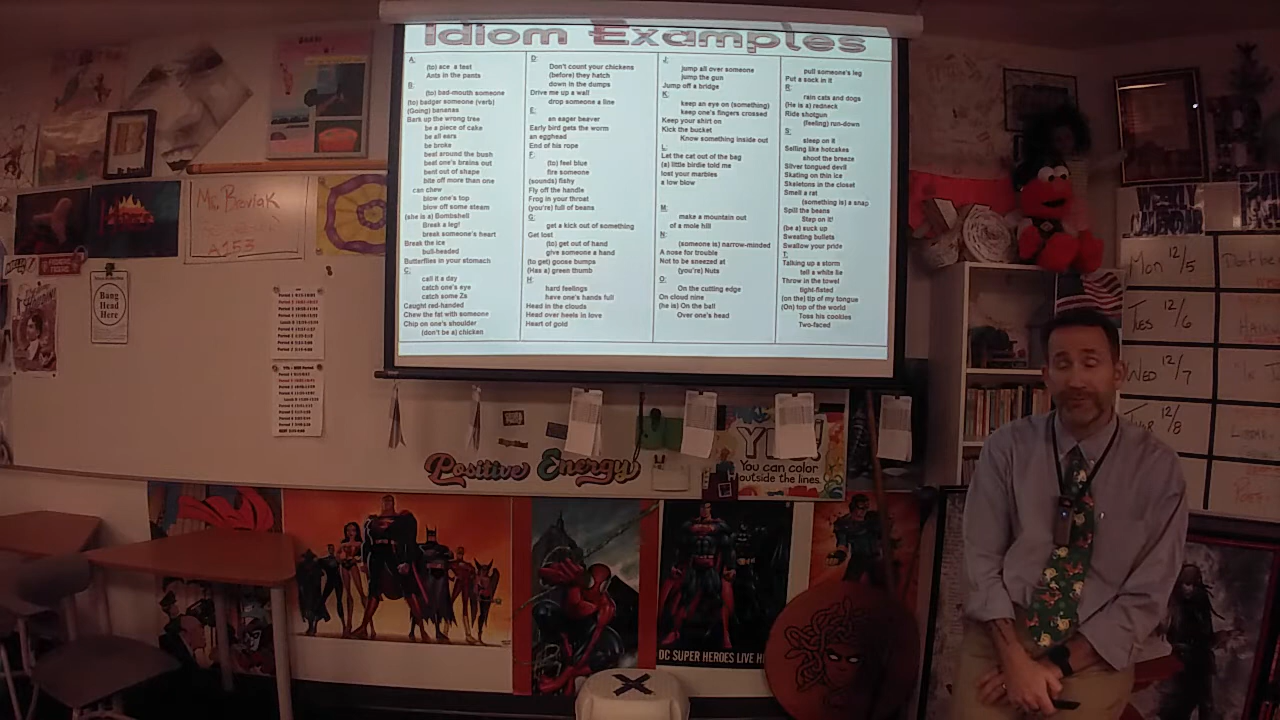 Idiom Examples
A:
(to) ace a test
Ants in the pants
B:
(to) bad-mouth someone
(to) badger someone (verb)
(Going) bananas
Bark up the wrong tree
be a piece of cake
be all ears
be broke
beat around the bush
beat one's brains out
bent out of shape
bite off more than one
can chew
blow one's top
blow off some steam
(she is a) Bombshell
Break a leg!
break someone's heart
Break the ice
bull-headed
Butterflies in your stomach
C:
call it a day
catch one's eye
catch some Zs
Caught red-handed
Chew the fat with someone
Chip on one's shoulder
(don't be a) chicken
D:
Don't count your chickens
(before) they hatch
down in the dumps
Drive me up a wall
drop someone a line
E:
an eager beaver
Early bird gets the worm
an egghead
End of his rope
F:
(to) feel blue
fire someone
(sounds) fishy
Fly off the handle
Frog in your throat
(you're) full of beans
G:
get a kick out of something
Get lost
(to) get out of hand
give someone a hand
(to get) goose bumps
(Has a) green thumb
H:
hard feelings
have one's hands full
Head in the clouds
Head over heels in love
Heart of gold
J:
jump all over someone
jump the gun
Jump off a bridge
K:
keep an eye on (something)
keep one's fingers crossed
Keep your shirt on
Kick the bucket
Know something inside out
L:
Let the cat out of the bag
(a) little birdie told me
lost your marbles
a low blow
M:
make a mountain out
of a mole hill
N:
(someone is) narrow-minded
A nose for trouble
Not to be sneezed at
(you're) Nuts
O:
On the cutting edge
On cloud nine
(he is) On the ball
Over one's head
pull someone's leg
Put a sock in it
R:
rain cats and dogs
(He is a) redneck
Ride shotgun
(feeling) run-down
S:
sleep on it
Selling like hotcakes
shoot the breeze
Silver tongued devil
Skating on thin ice
Skeletons in the closet
Smell a rat
(something is) a snap
Spill the beans
Step on it!
(be a) suck up
Sweating bullets
Swallow your pride
T:
Talking up a storm
tell a white lie
Throw in the towel
tight-fisted
(on the) tip of my tongue
(On) top of the world
Toss his cookies
Two-faced
A153
Bang
Head
Here
Mon 12/5
Tues 12/6
Wed 12/7
12/8
Positive Energy
You can color
outside the lines.
DC SUPER HEROES LIVE